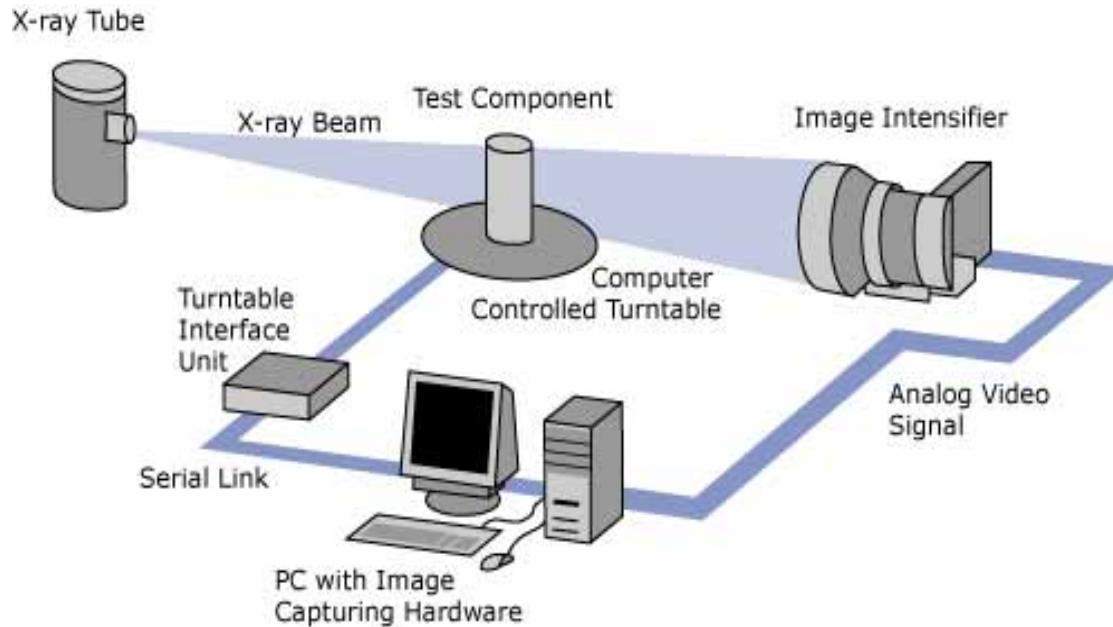 X-ray Tube
Test Component
X-ray Beam
Image Intensifier
Computer
Controlled Turntable
Turntable
Interface
Unit
Analog Video
Signal
Serial Link
PC with Image
Capturing Hardware